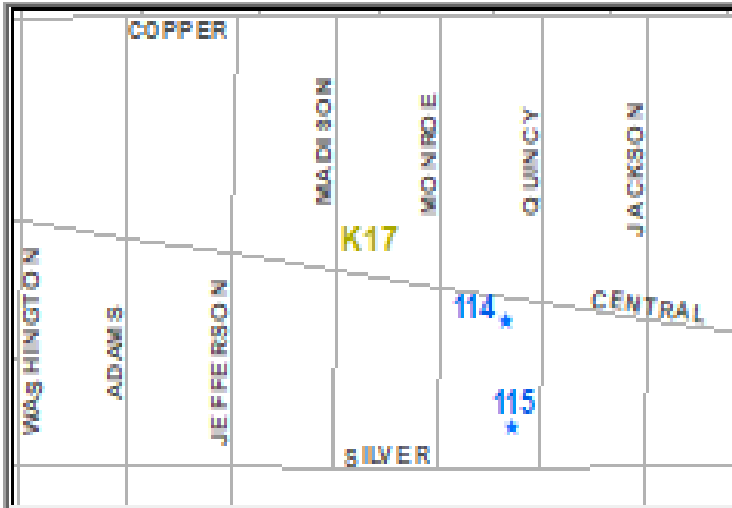 COPPER
MADISON
MONROE
QUINCY
JACKSON
K17
WASHINGTON
ADAMS
JEFFERSON
114
CENTRAL
115
SILVER